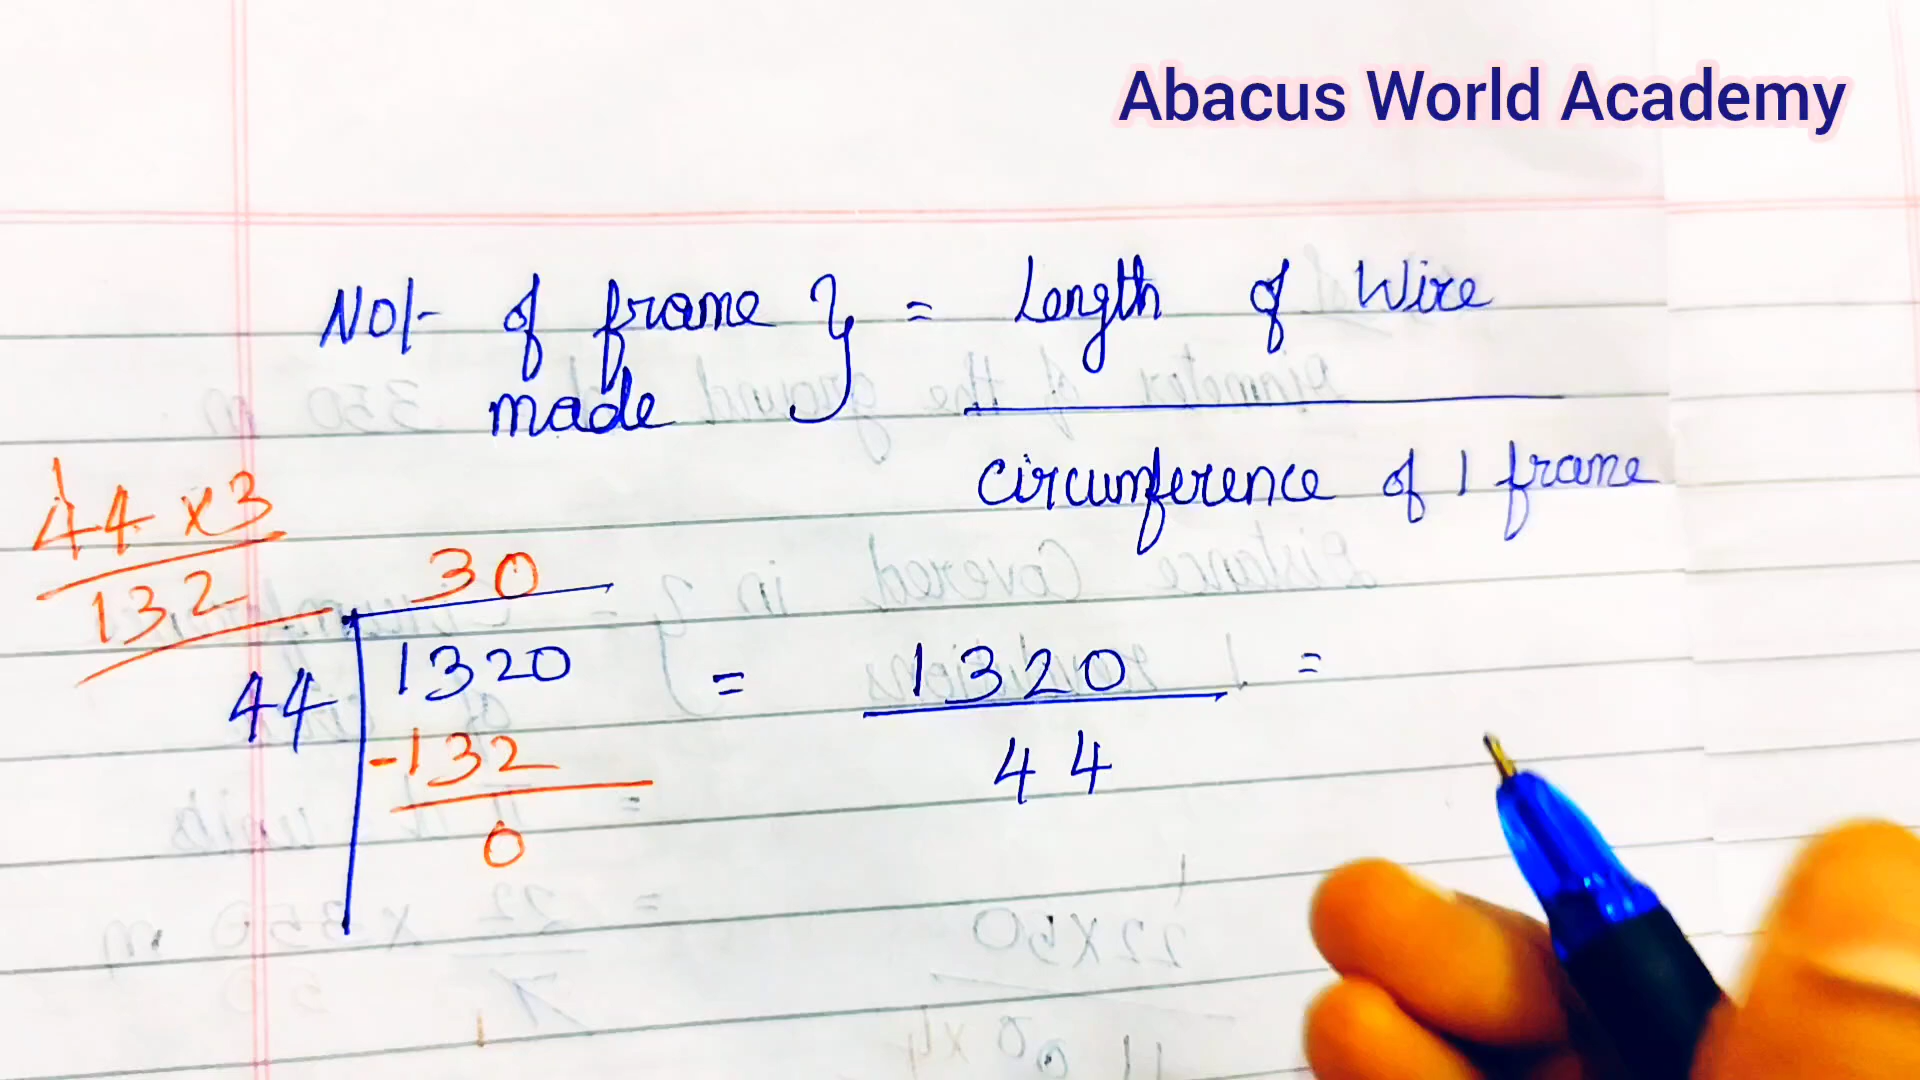 Abacus World Academy
No/- of frame } = Length of Wire
made
circumference of 1 frame
44 x3
132
30
44 1320 = 1320 =
44
-132
0